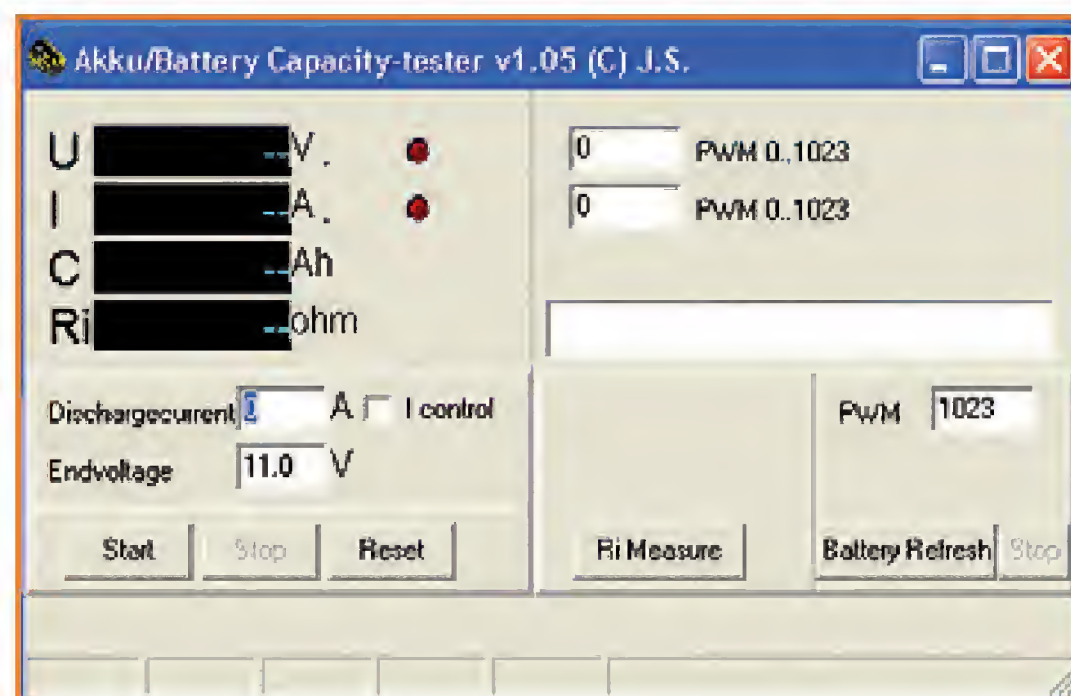 Akku/Battery Capacity-tester v1.05 (C) J.S.
U --V.
I --A.
C --Ah
Ri --ohm
0 PWM 0..1023
0 PWM 0..1023
Dischargecurrent A I control
Endvoltage 11.0 V
Start Stop Reset
Ri Measure
PWM 1023
Battery Refresh Stop